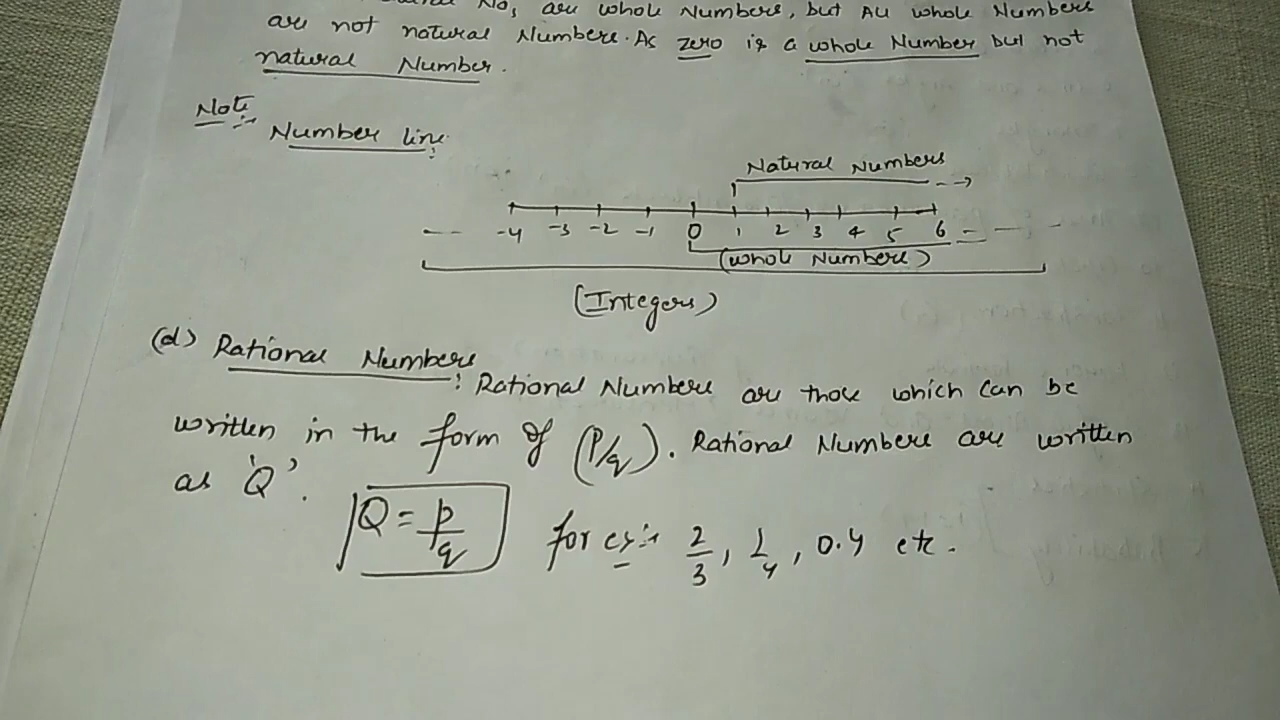 Nos are whole Numbers, but All whole Numbers
are not natural Numbers. As zero is a whole Number but not
natural Number.
Note:-
Number line:
Natural Numbers
-4 -3 -2 -1 0 1 2 3 4 5 6
(whole Numbers)
(Integers)
(d) Rational Numbers
: Rational Numbers are those which can be
written in the form of (P/q). Rational Numbers are written
as 'Q'.
Q = p/q for eg:- 2/3, 1/4, 0.4 etc.